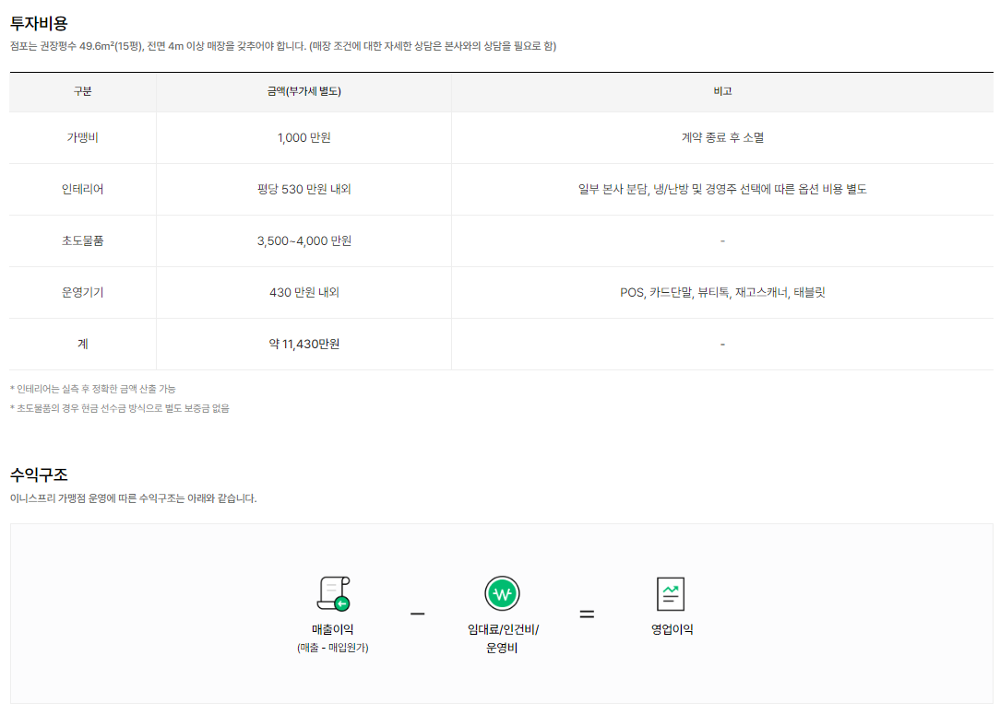 투자비용
점포는 권장평수 49.6m²(15평), 전면 4m 이상 매장을 갖추어야 합니다. (매장 조건에 대한 자세한 상담은 본사와의 상담을 필요로 함)
구분 금액(부가세 별도) 비고
가맹비 1,000 만원 계약 종료 후 소멸
인테리어 평당 530 만원 내외 일부 본사 분담, 냉/난방 및 경영주 선택에 따른 옵션 비용 별도
초도물품 3,500~4,000 만원 -
운영기기 430 만원 내외 POS, 카드단말, 뷰티톡, 재고스캐너, 태블릿
계 약 11,430만원 -
* 인테리어는 실측 후 정확한 금액 산출 가능
* 초도물품의 경우 현금 선수금 방식으로 별도 보증금 없음
수익구조
이니스프리 가맹점 운영에 따른 수익구조는 아래와 같습니다.
₩
− =
매출이익 임대료/인건비/ 영업이익
(매출 - 매입원가) 운영비